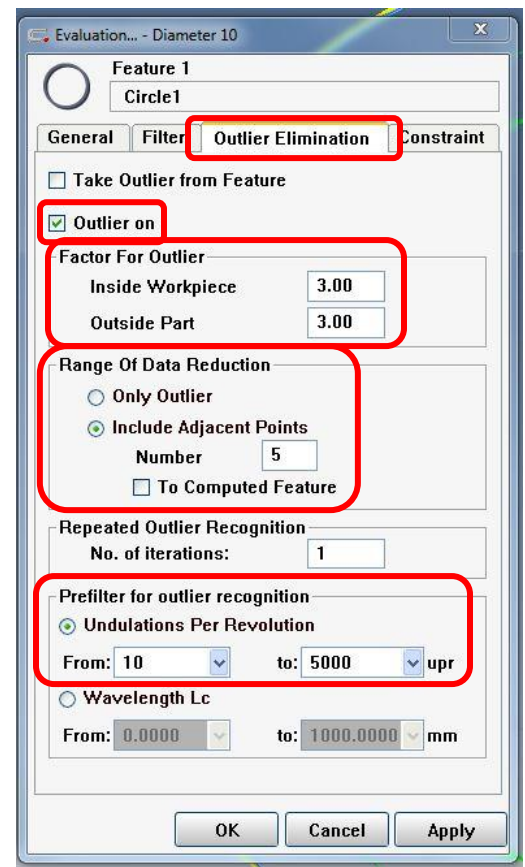 Evaluation... - Diameter 10
X
Feature 1
Circle1
General Filter Outlier Elimination Constraint
Take Outlier from Feature
Outlier on
Factor For Outlier
Inside Workpiece 3.00
Outside Part 3.00
Range Of Data Reduction
Only Outlier
Include Adjacent Points
Number 5
To Computed Feature
Repeated Outlier Recognition
No. of iterations: 1
Prefilter for outlier recognition
Undulations Per Revolution
From: 10 to: 5000 upr
Wavelength Lc
From: 0.0000 to: 1000.0000 mm
OK Cancel Apply